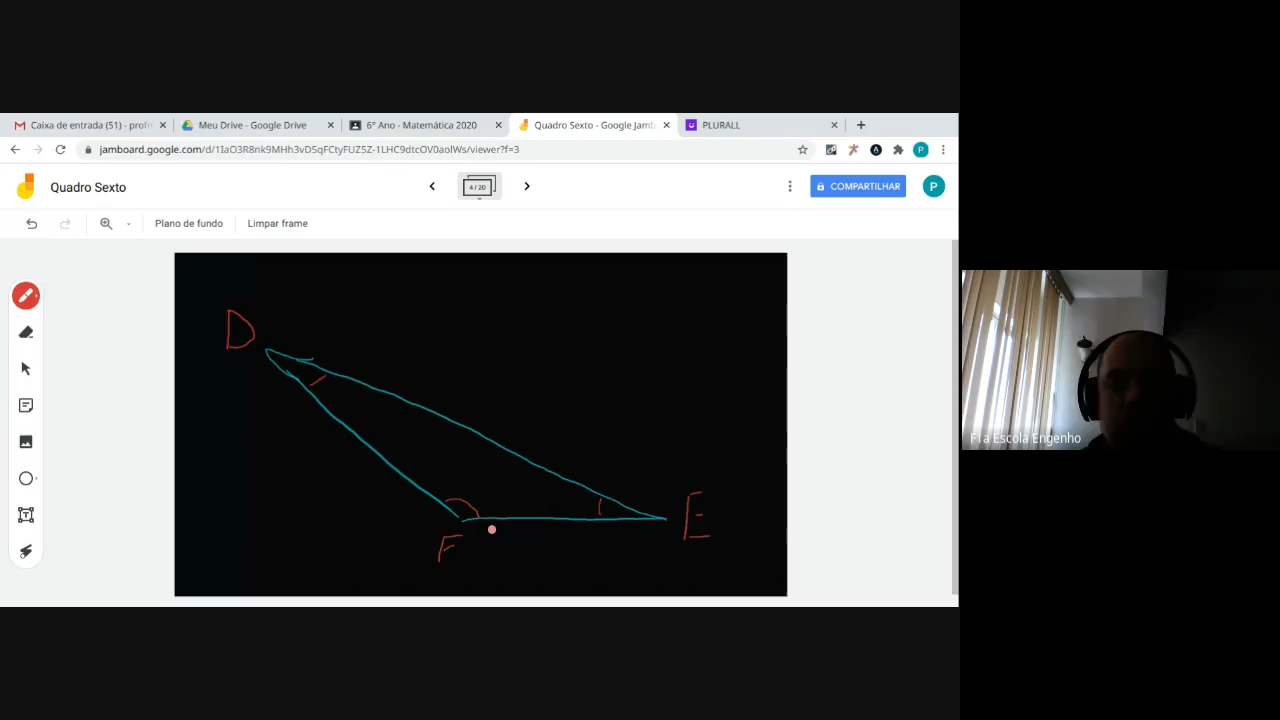 Caixa de entrada (51) - profe
Meu Drive - Google Drive
6º Ano - Matemática 2020
Quadro Sexto - Google Jamb
PLURALL
jamboard.google.com/d/1IaO3R8nk9MHh3vD5qFCtyFUZ5Z-1LHC9dtcOV0aolWs/viewer?f=3
Quadro Sexto
4 / 20
COMPARTILHAR
P
Plano de fundo
Limpar frame
D
E
F
F1a Escola Engenho